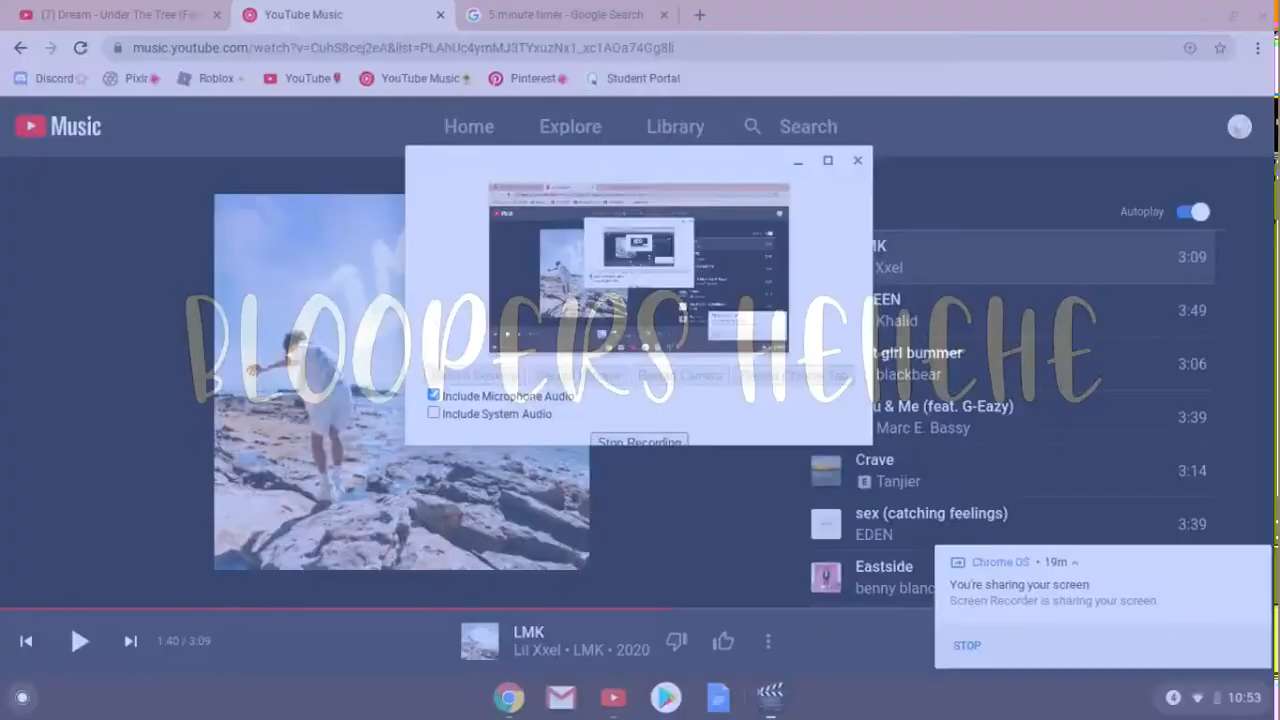 (7) Dream - Under The Tree (Fa
YouTube Music
5 minute timer - Google Search
music.youtube.com/watch?v=CuhS8cej2eA&list=PLAhUc4ymMJ3TYxuzNx1_xc1AOa74Gg8li
Discord
Pixlr
Roblox
YouTube
YouTube Music
Pinterest
Student Portal
Music
Home
Explore
Library
Search
Autoplay
MK
3:09
Xxel
EEN
3:49
Khalid
t girl bummer
3:06
blackbear
BLOOPERS HEHEHE
Include Microphone Audio
u & Me (feat. G-Eazy)
3:39
Include System Audio
Marc E. Bassy
Stop Recording
Crave
3:14
E Tanjier
sex (catching feelings)
3:39
EDEN
Eastside
benny blanc
Chrome OS • 19m
You're sharing your screen
Screen Recorder is sharing your screen.
STOP
1:40 / 3:09
LMK
Lil Xxel • LMK • 2020
4
10:53